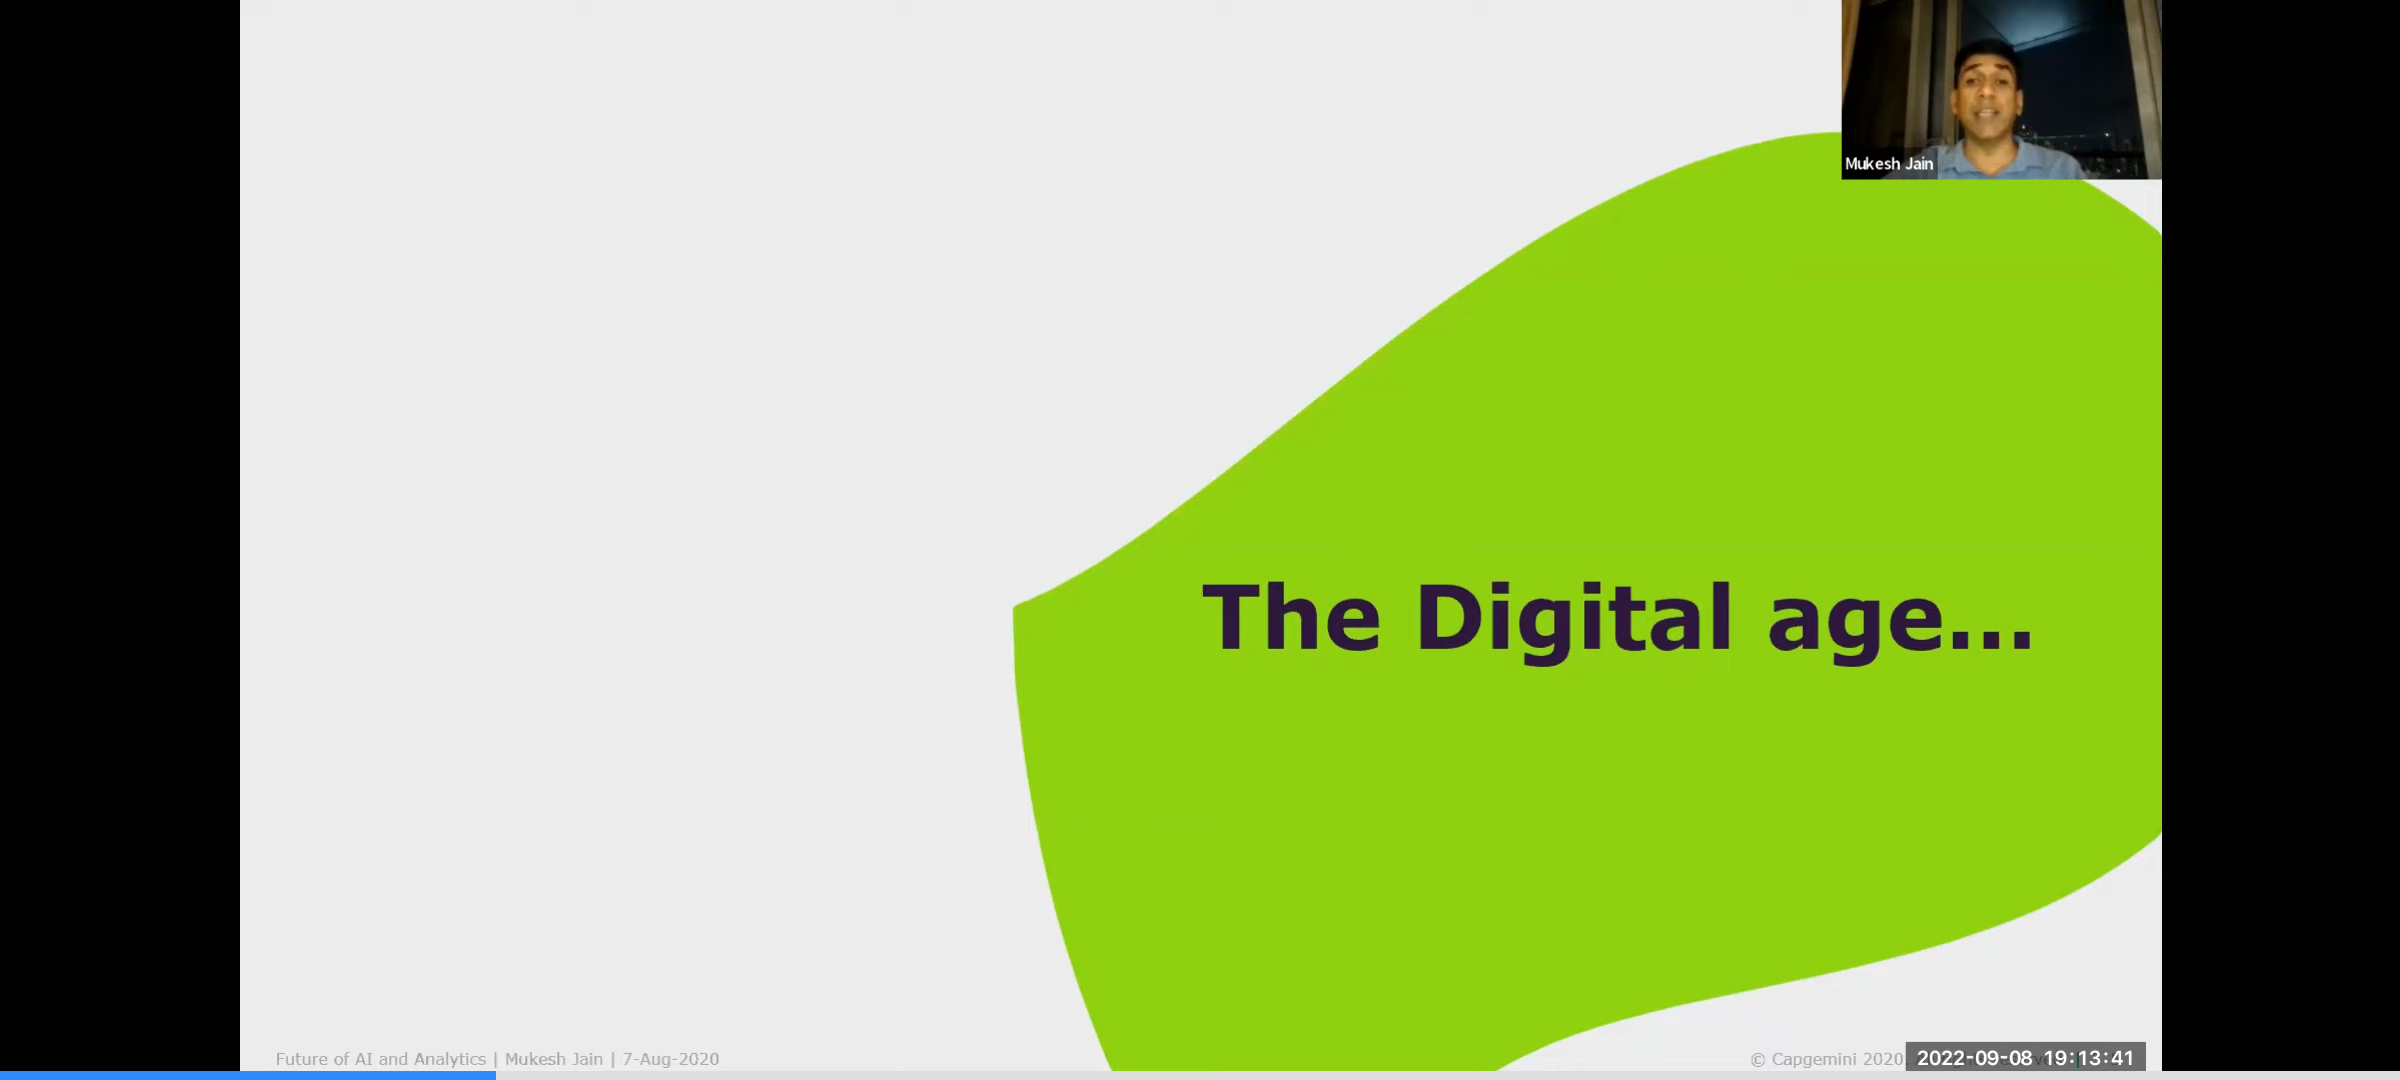 Mukesh Jain
The Digital age...
Future of AI and Analytics | Mukesh Jain | 7-Aug-2020
© Capgemini 2020.
2022-09-08 19:13:41